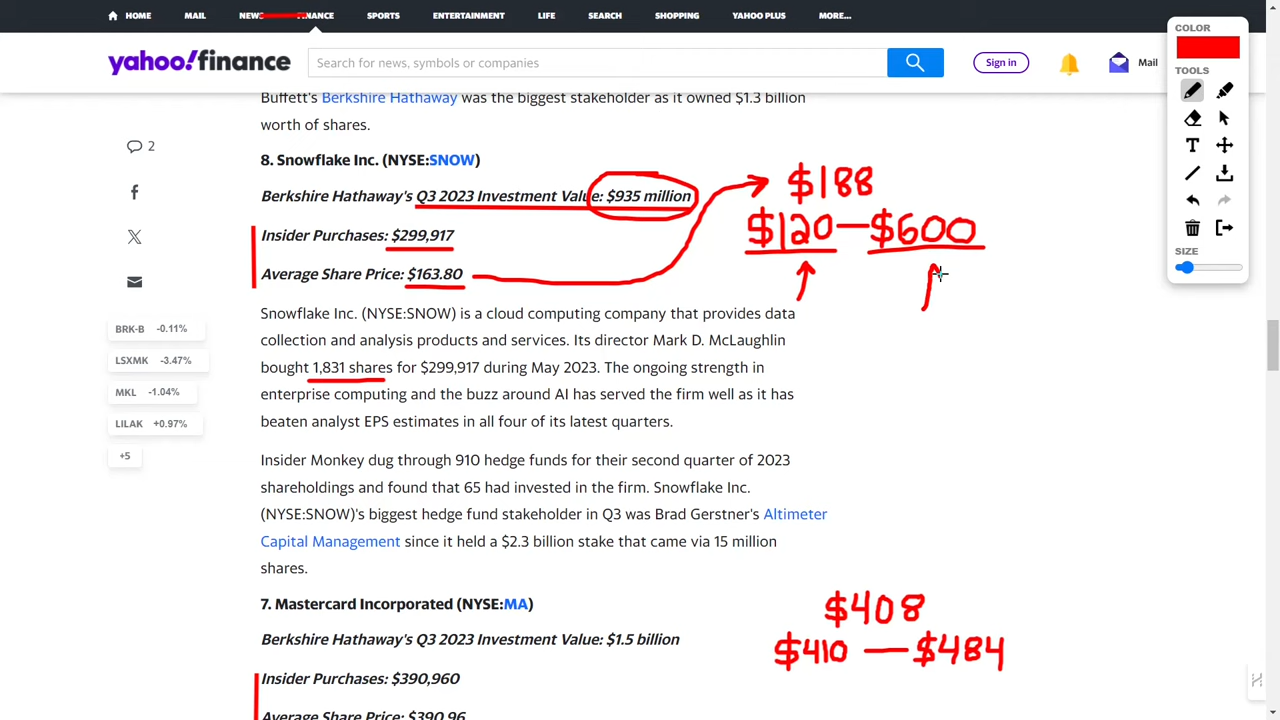 HOME MAIL NEWS FINANCE SPORTS ENTERTAINMENT LIFE SEARCH SHOPPING YAHOO PLUS MORE...
yahoo!finance
Search for news, symbols or companies
Sign in
Mail
COLOR
TOOLS
T
SIZE
Buffett's Berkshire Hathaway was the biggest stakeholder as it owned $1.3 billion
worth of shares.
2
8. Snowflake Inc. (NYSE:SNOW)
Berkshire Hathaway's Q3 2023 Investment Value: $935 million
$188
$120 — $600
Insider Purchases: $299,917
Average Share Price: $163.80
Snowflake Inc. (NYSE:SNOW) is a cloud computing company that provides data
collection and analysis products and services. Its director Mark D. McLaughlin
bought 1,831 shares for $299,917 during May 2023. The ongoing strength in
enterprise computing and the buzz around AI has served the firm well as it has
beaten analyst EPS estimates in all four of its latest quarters.
BRK-B -0.11%
LSXMK -3.47%
MKL -1.04%
LILAK +0.97%
+5
Insider Monkey dug through 910 hedge funds for their second quarter of 2023
shareholdings and found that 65 had invested in the firm. Snowflake Inc.
(NYSE:SNOW)'s biggest hedge fund stakeholder in Q3 was Brad Gerstner's Altimeter
Capital Management since it held a $2.3 billion stake that came via 15 million
shares.
7. Mastercard Incorporated (NYSE:MA)
$408
Berkshire Hathaway's Q3 2023 Investment Value: $1.5 billion
$410 — $484
Insider Purchases: $390,960
Average Share Price: $390.96